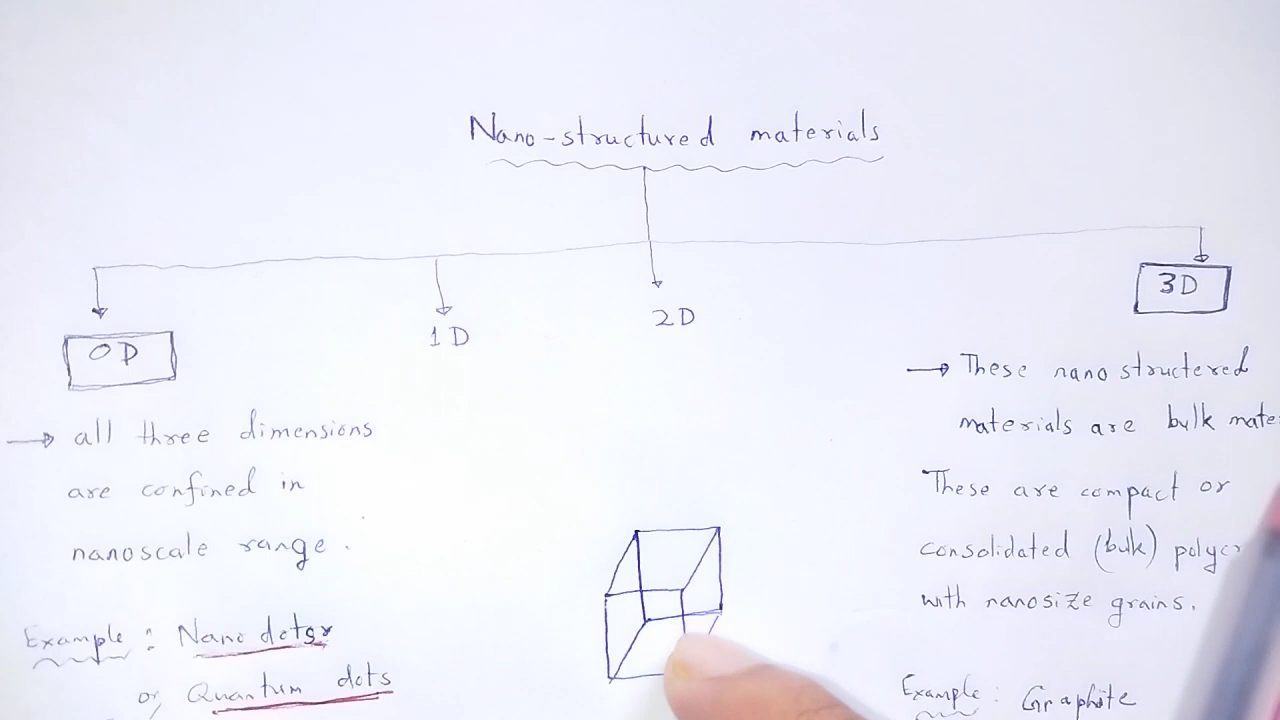 Nano-structured materials
0D
1D
2D
3D
all three dimensions
are confined in
nanoscale range.
Example: Nano dots
or, Quantum dots
These nano structered
materials are bulk
These are compact or
consolidated (bulk)
with nanosize grains.
Example: Graphite